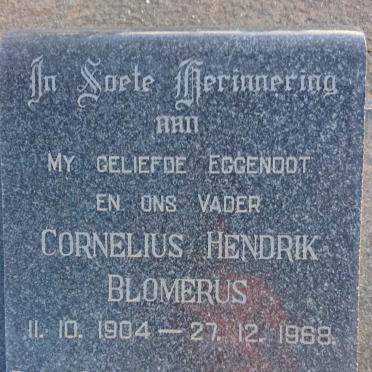 In Soete Herinnering
aan
MY GELIEFDE EGGENOOT
EN ONS VADER
CORNELIUS HENDRIK
BLOMERUS
11. 10. 1904 — 27. 12. 1968.